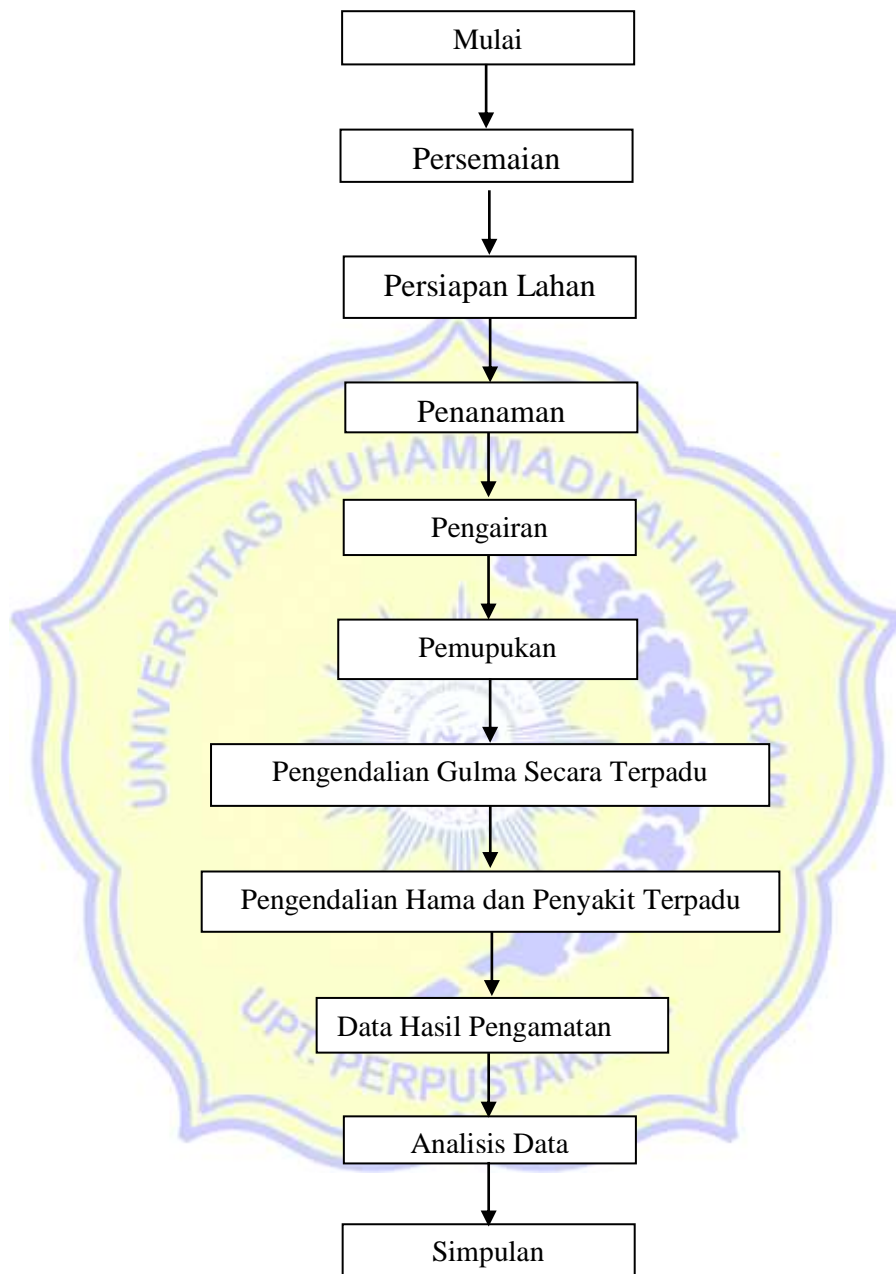 Mulai
Persemaian
Persiapan Lahan
Penanaman
UNIVERSITAS MUHAMMADIYAH MATARAM
Pengairan
Pemupukan
Pengendalian Gulma Secara Terpadu
Pengendalian Hama dan Penyakit Terpadu
Data Hasil Pengamatan
UPT. PERPUSTAKAAN
Analisis Data
Simpulan